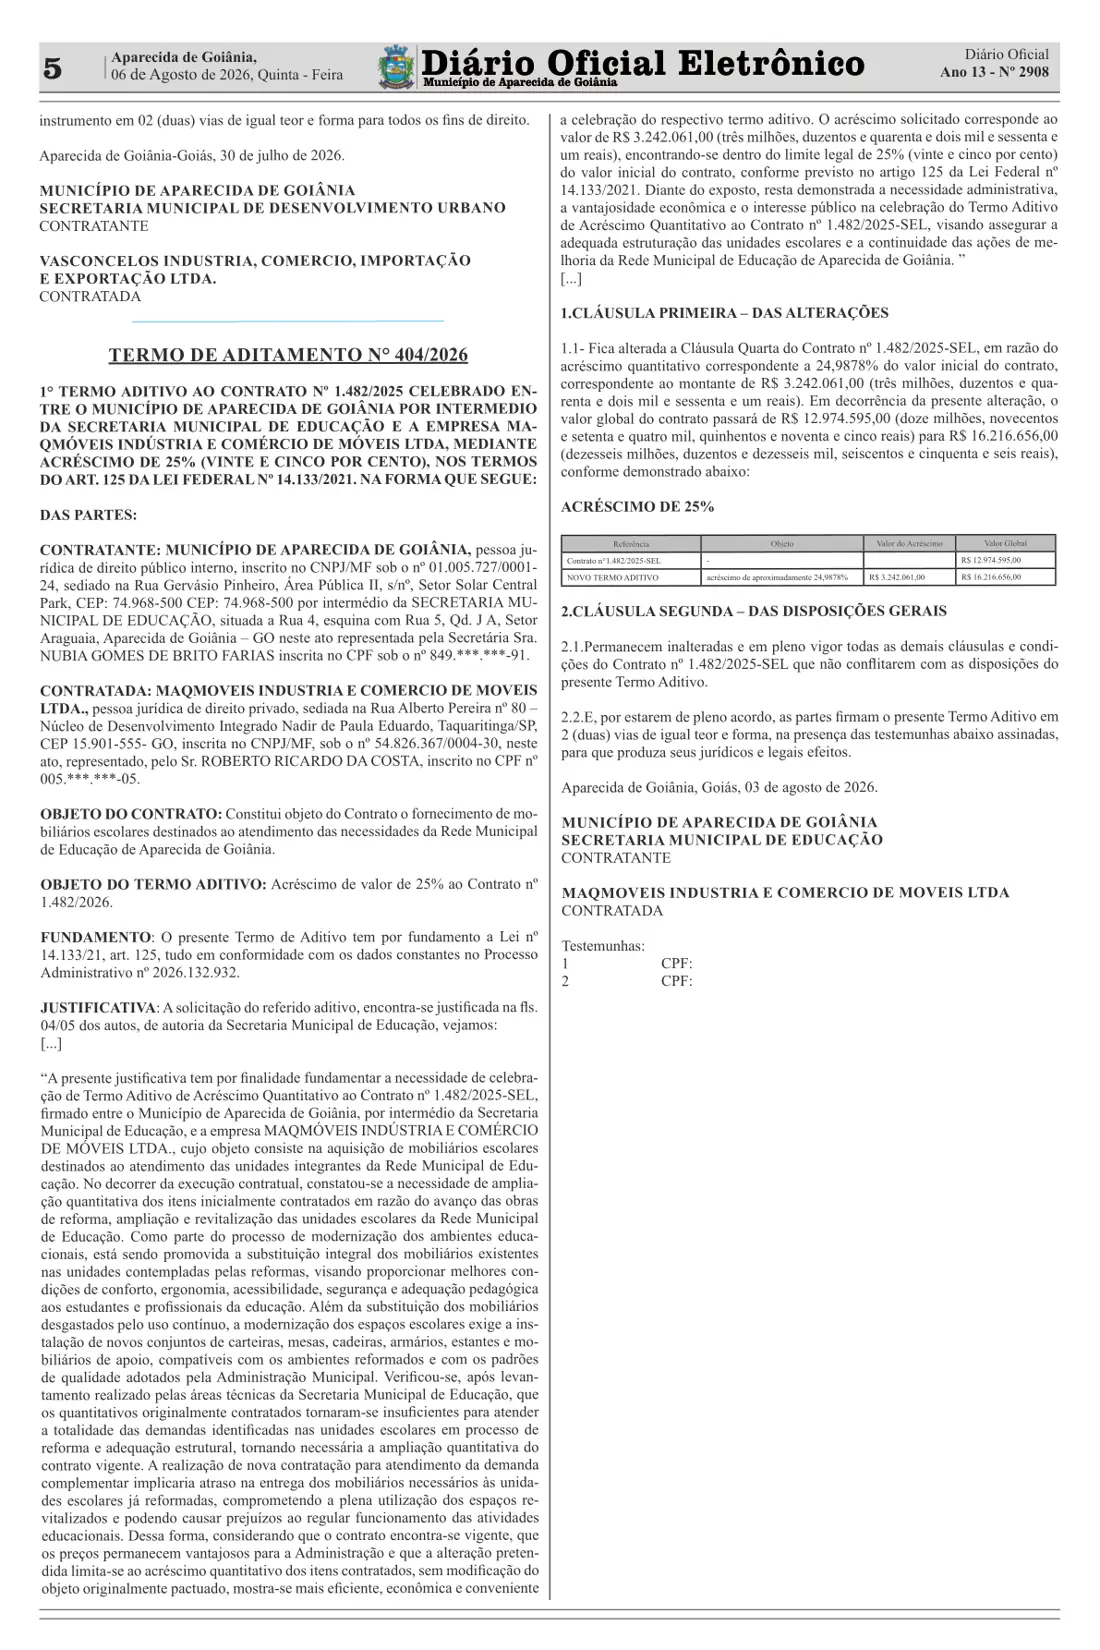 5
Aparecida de Goiânia,
06 de Agosto de 2026, Quinta - Feira
Diário Oficial Eletrônico
Município de Aparecida de Goiânia
Diário Oficial
Ano 13 - Nº 2908
instrumento em 02 (duas) vias de igual teor e forma para todos os fins de direito.
Aparecida de Goiânia-Goiás, 30 de julho de 2026.
MUNICÍPIO DE APARECIDA DE GOIÂNIA
SECRETARIA MUNICIPAL DE DESENVOLVIMENTO URBANO
CONTRATANTE
VASCONCELOS INDUSTRIA, COMERCIO, IMPORTAÇÃO
E EXPORTAÇÃO LTDA.
CONTRATADA
TERMO DE ADITAMENTO N° 404/2026
1° TERMO ADITIVO AO CONTRATO Nº 1.482/2025 CELEBRADO EN-
TRE O MUNICÍPIO DE APARECIDA DE GOIÂNIA POR INTERMEDIO
DA SECRETARIA MUNICIPAL DE EDUCAÇÃO E A EMPRESA MA-
QMÓVEIS INDÚSTRIA E COMÉRCIO DE MÓVEIS LTDA, MEDIANTE
ACRÉSCIMO DE 25% (VINTE E CINCO POR CENTO), NOS TERMOS
DO ART. 125 DA LEI FEDERAL Nº 14.133/2021. NA FORMA QUE SEGUE:
DAS PARTES:
CONTRATANTE: MUNICÍPIO DE APARECIDA DE GOIÂNIA, pessoa ju-
rídica de direito público interno, inscrito no CNPJ/MF sob o nº 01.005.727/0001-
24, sediado na Rua Gervásio Pinheiro, Área Pública II, s/nº, Setor Solar Central
Park, CEP: 74.968-500 CEP: 74.968-500 por intermédio da SECRETARIA MU-
NICIPAL DE EDUCAÇÃO, situada a Rua 4, esquina com Rua 5, Qd. J A, Setor
Araguaia, Aparecida de Goiânia – GO neste ato representada pela Secretária Sra.
NUBIA GOMES DE BRITO FARIAS inscrita no CPF sob o nº 849.***.***-91.
CONTRATADA: MAQMOVEIS INDUSTRIA E COMERCIO DE MOVEIS
LTDA., pessoa jurídica de direito privado, sediada na Rua Alberto Pereira nº 80 –
Núcleo de Desenvolvimento Integrado Nadir de Paula Eduardo, Taquaritinga/SP,
CEP 15.901-555- GO, inscrita no CNPJ/MF, sob o nº 54.826.367/0004-30, neste
ato, representado, pelo Sr. ROBERTO RICARDO DA COSTA, inscrito no CPF nº
005.***.***-05.
OBJETO DO CONTRATO: Constitui objeto do Contrato o fornecimento de mo-
biliários escolares destinados ao atendimento das necessidades da Rede Municipal
de Educação de Aparecida de Goiânia.
OBJETO DO TERMO ADITIVO: Acréscimo de valor de 25% ao Contrato nº
1.482/2026.
FUNDAMENTO: O presente Termo de Aditivo tem por fundamento a Lei nº
14.133/21, art. 125, tudo em conformidade com os dados constantes no Processo
Administrativo nº 2026.132.932.
JUSTIFICATIVA: A solicitação do referido aditivo, encontra-se justificada na fls.
04/05 dos autos, de autoria da Secretaria Municipal de Educação, vejamos:
[...]
“A presente justificativa tem por finalidade fundamentar a necessidade de celebra-
ção de Termo Aditivo de Acréscimo Quantitativo ao Contrato nº 1.482/2025-SEL,
firmado entre o Município de Aparecida de Goiânia, por intermédio da Secretaria
Municipal de Educação, e a empresa MAQMÓVEIS INDÚSTRIA E COMÉRCIO
DE MÓVEIS LTDA., cujo objeto consiste na aquisição de mobiliários escolares
destinados ao atendimento das unidades integrantes da Rede Municipal de Edu-
cação. No decorrer da execução contratual, constatou-se a necessidade de amplia-
ção quantitativa dos itens inicialmente contratados em razão do avanço das obras
de reforma, ampliação e revitalização das unidades escolares da Rede Municipal
de Educação. Como parte do processo de modernização dos ambientes educa-
cionais, está sendo promovida a substituição integral dos mobiliários existentes
nas unidades contempladas pelas reformas, visando proporcionar melhores con-
dições de conforto, ergonomia, acessibilidade, segurança e adequação pedagógica
aos estudantes e profissionais da educação. Além da substituição dos mobiliários
desgastados pelo uso contínuo, a modernização dos espaços escolares exige a ins-
talação de novos conjuntos de carteiras, mesas, cadeiras, armários, estantes e mo-
biliários de apoio, compatíveis com os ambientes reformados e com os padrões
de qualidade adotados pela Administração Municipal. Verificou-se, após levan-
tamento realizado pelas áreas técnicas da Secretaria Municipal de Educação, que
os quantitativos originalmente contratados tornaram-se insuficientes para atender
a totalidade das demandas identificadas nas unidades escolares em processo de
reforma e adequação estrutural, tornando necessária a ampliação quantitativa do
contrato vigente. A realização de nova contratação para atendimento da demanda
complementar implicaria atraso na entrega dos mobiliários necessários às unida-
des escolares já reformadas, comprometendo a plena utilização dos espaços re-
vitalizados e podendo causar prejuízos ao regular funcionamento das atividades
educacionais. Dessa forma, considerando que o contrato encontra-se vigente, que
os preços permanecem vantajosos para a Administração e que a alteração preten-
dida limita-se ao acréscimo quantitativo dos itens contratados, sem modificação do
objeto originalmente pactuado, mostra-se mais eficiente, econômica e conveniente
a celebração do respectivo termo aditivo. O acréscimo solicitado corresponde ao
valor de R$ 3.242.061,00 (três milhões, duzentos e quarenta e dois mil e sessenta e
um reais), encontrando-se dentro do limite legal de 25% (vinte e cinco por cento)
do valor inicial do contrato, conforme previsto no artigo 125 da Lei Federal nº
14.133/2021. Diante do exposto, resta demonstrada a necessidade administrativa,
a vantajosidade econômica e o interesse público na celebração do Termo Aditivo
de Acréscimo Quantitativo ao Contrato nº 1.482/2025-SEL, visando assegurar a
adequada estruturação das unidades escolares e a continuidade das ações de me-
lhoria da Rede Municipal de Educação de Aparecida de Goiânia. ”
[...]
1.CLÁUSULA PRIMEIRA – DAS ALTERAÇÕES
1.1- Fica alterada a Cláusula Quarta do Contrato nº 1.482/2025-SEL, em razão do
acréscimo quantitativo correspondente a 24,9878% do valor inicial do contrato,
correspondente ao montante de R$ 3.242.061,00 (três milhões, duzentos e qua-
renta e dois mil e sessenta e um reais). Em decorrência da presente alteração, o
valor global do contrato passará de R$ 12.974.595,00 (doze milhões, novecentos
e setenta e quatro mil, quinhentos e noventa e cinco reais) para R$ 16.216.656,00
(dezesseis milhões, duzentos e dezesseis mil, seiscentos e cinquenta e seis reais),
conforme demonstrado abaixo:
ACRÉSCIMO DE 25%
Referência Objeto Valor do Acréscimo Valor Global
Contrato n°1.482/2025-SEL - R$ 12.974.595,00
NOVO TERMO ADITIVO acréscimo de aproximadamente 24,9878% R$ 3.242.061,00 R$ 16.216.656,00
2.CLÁUSULA SEGUNDA – DAS DISPOSIÇÕES GERAIS
2.1.Permanecem inalteradas e em pleno vigor todas as demais cláusulas e condi-
ções do Contrato nº 1.482/2025-SEL que não conflitarem com as disposições do
presente Termo Aditivo.
2.2.E, por estarem de pleno acordo, as partes firmam o presente Termo Aditivo em
2 (duas) vias de igual teor e forma, na presença das testemunhas abaixo assinadas,
para que produza seus jurídicos e legais efeitos.
Aparecida de Goiânia, Goiás, 03 de agosto de 2026.
MUNICÍPIO DE APARECIDA DE GOIÂNIA
SECRETARIA MUNICIPAL DE EDUCAÇÃO
CONTRATANTE
MAQMOVEIS INDUSTRIA E COMERCIO DE MOVEIS LTDA
CONTRATADA
Testemunhas:
1 CPF:
2 CPF: